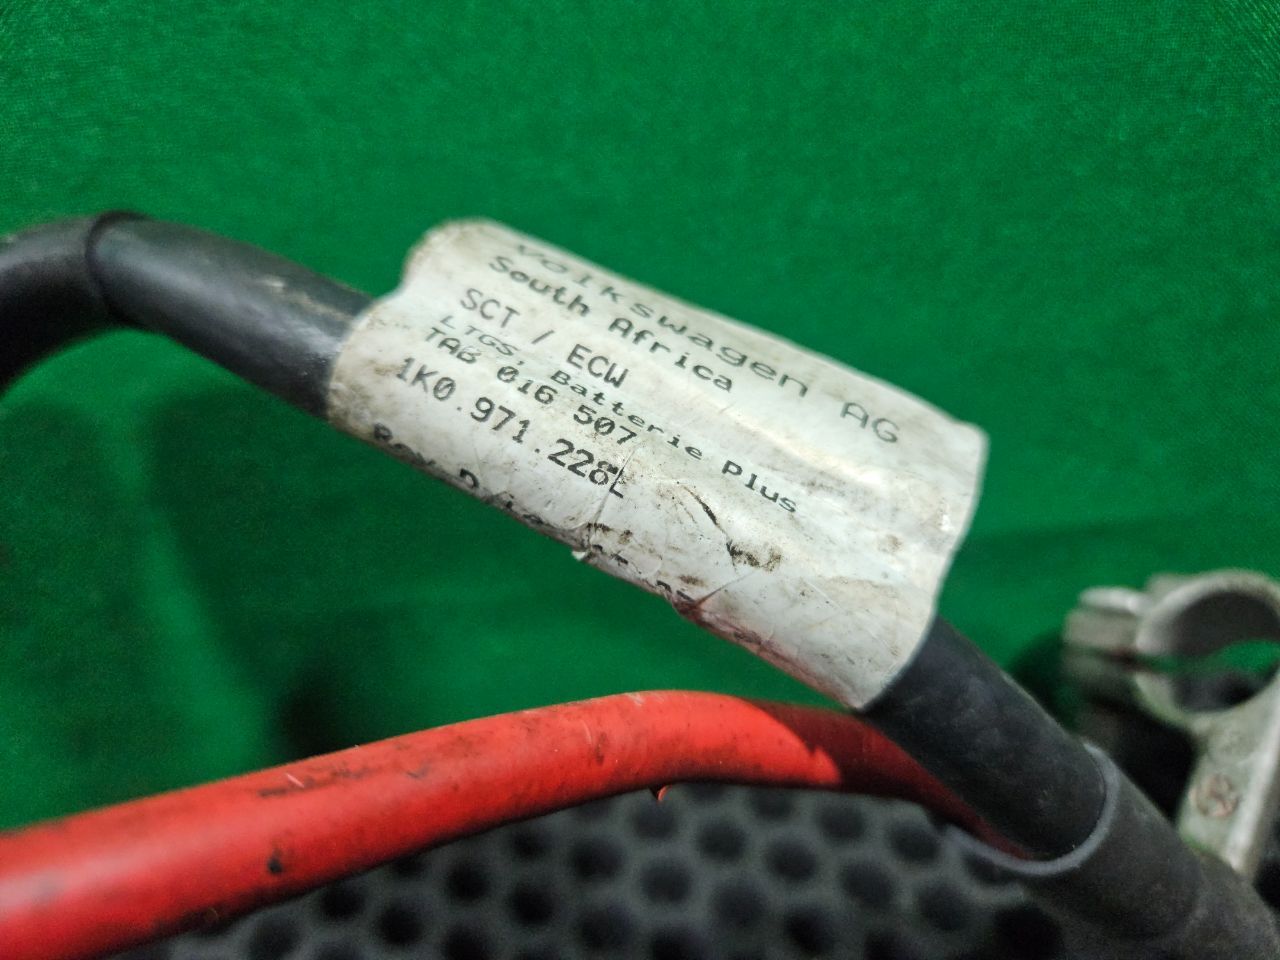 Volkswagen AG
South Africa
SCT / ECW
LTGS, Batterie Plus
TAB 016 507
1K0.971.228L